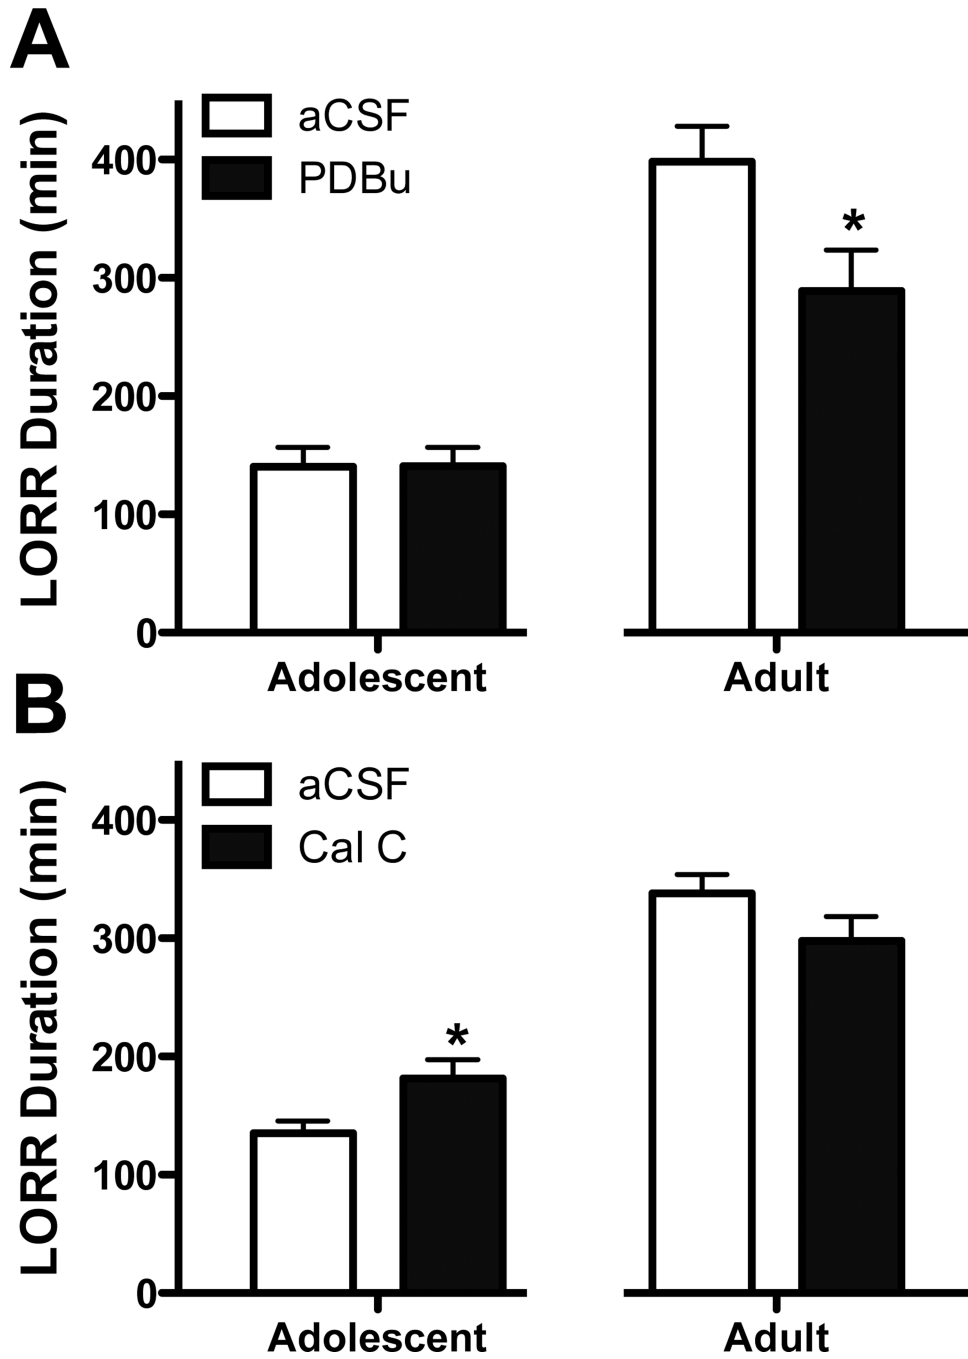 A
aCSF
PDBu
LORR Duration (min)
400
300
200
100
0
*
Adolescent
Adult
B
aCSF
Cal C
LORR Duration (min)
400
300
200
100
0
*
Adolescent
Adult